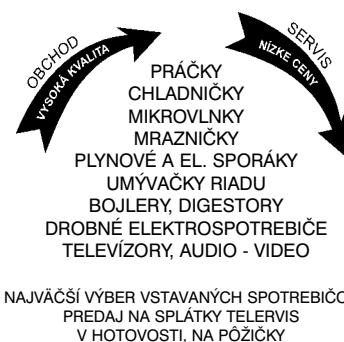 OBCHOD
VYSOKÁ KVALITA
SERVIS
NÍZKE CENY
PRÁČKY
CHLADNIČKY
MIKROVLNKY
MRAZNIČKY
PLYNOVÉ A EL. SPORÁKY
UMÝVAČKY RIADU
BOJLERY, DIGESTORY
DROBNÉ ELEKTROSPOTREBIČE
TELEVÍZORY, AUDIO - VIDEO
NAJVÄČŠÍ VÝBER VSTAVANÝCH
PREDAJ NA SPLÁTKY TELERVIS
V HOTOVOSTI, NA PÔŽIČKY